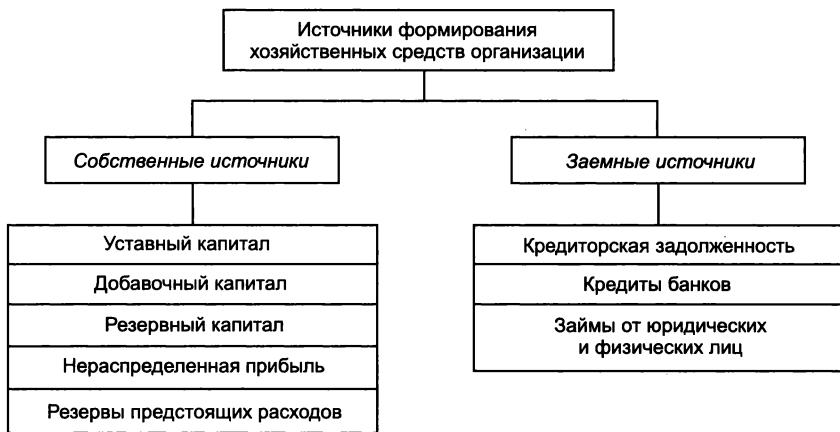 Источники формирования
хозяйственных средств организации
Собственные источники
Заемные источники
Уставный капитал
Добавочный капитал
Резервный капитал
Нераспределенная прибыль
Резервы предстоящих расходов
Кредиторская задолженность
Кредиты банков
Займы от юридических
и физических лиц